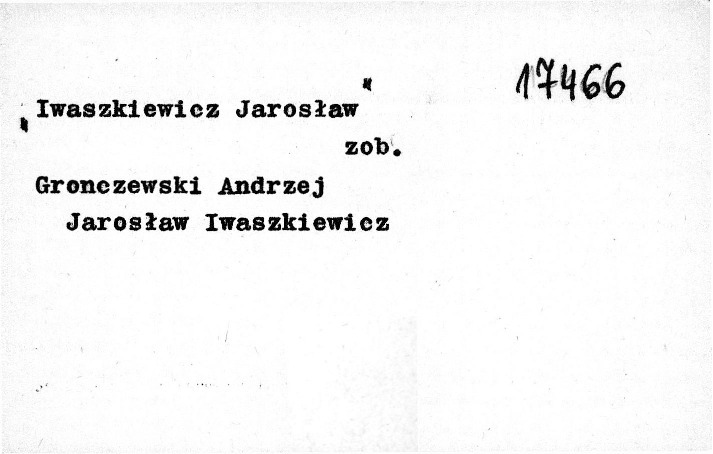 17466
"Iwaszkiewicz Jarosław"
zob.
Gronczewski Andrzej
Jarosław Iwaszkiewicz